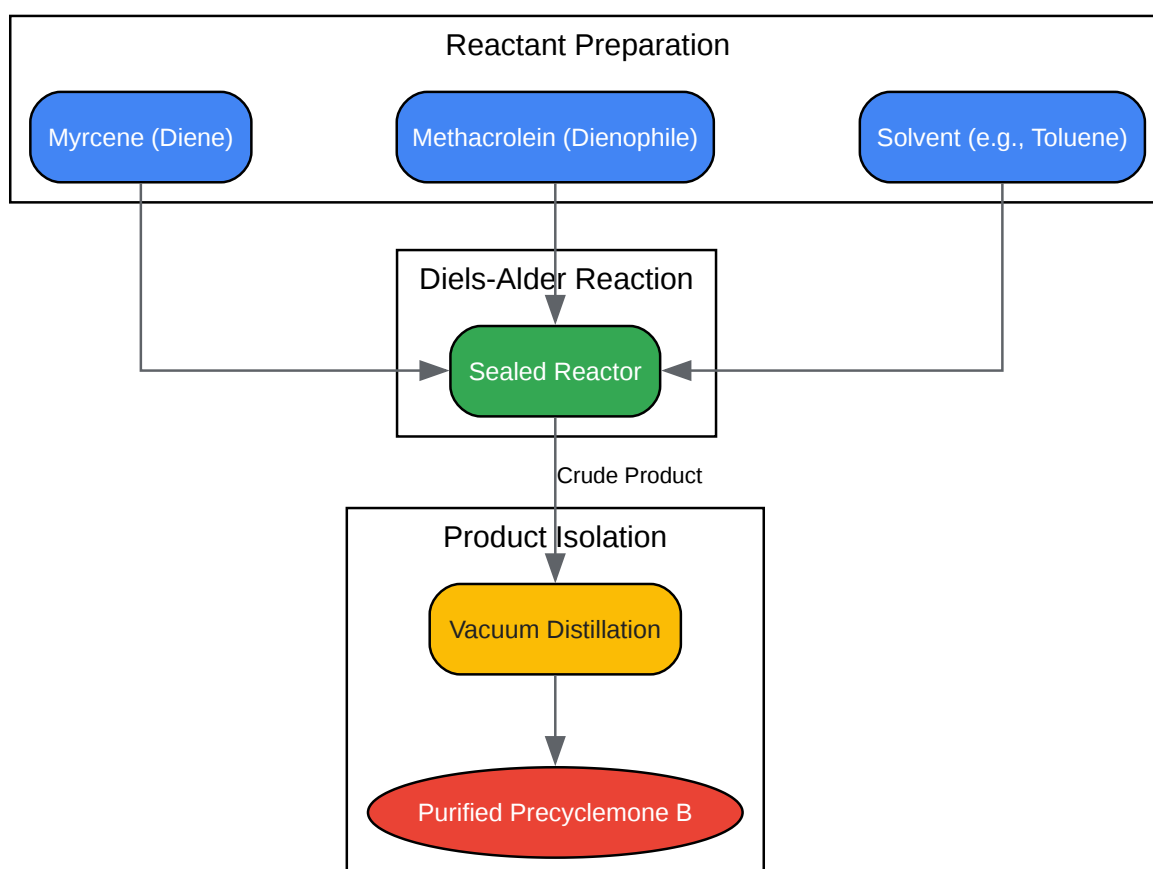 Reactant Preparation
Myrcene (Diene)
Methacrolein (Dienophile)
Solvent (e.g., Toluene)
Diels-Alder Reaction
Sealed Reactor
Crude Product
Product Isolation
Vacuum Distillation
Purified Precyclemone B